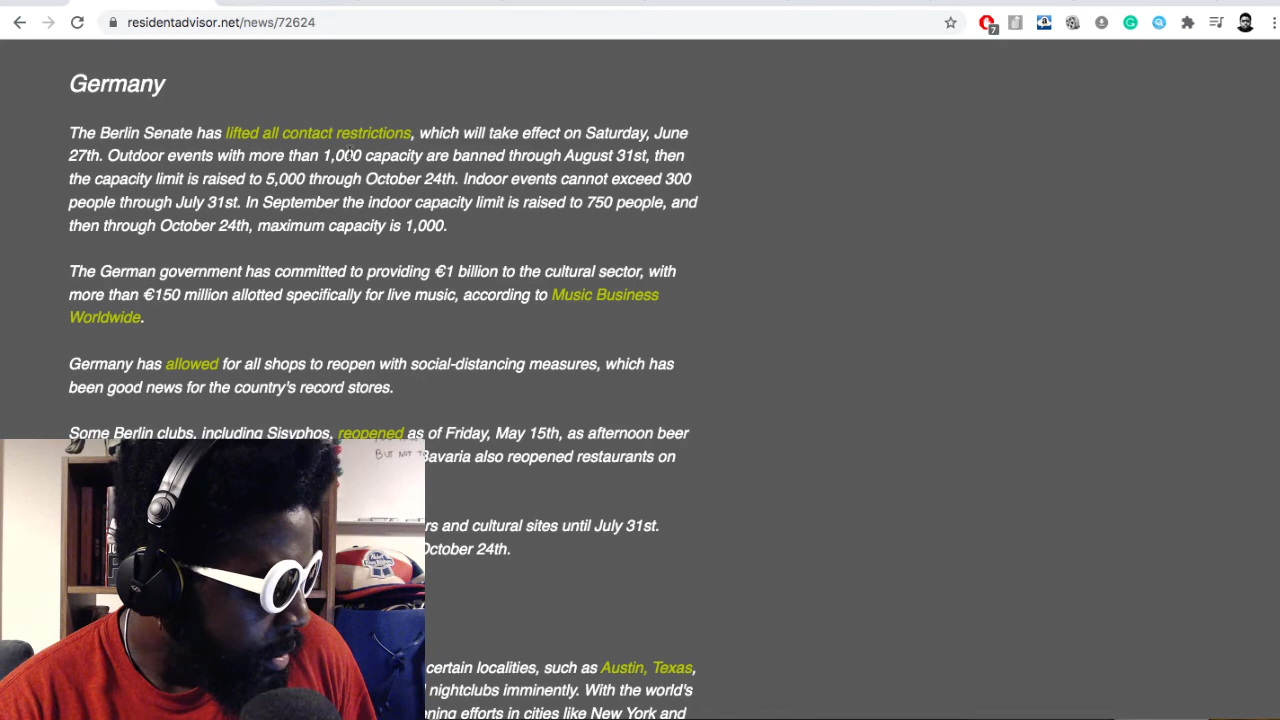 residentadvisor.net/news/72624
7
Germany
The Berlin Senate has lifted all contact restrictions, which will take effect on Saturday, June
27th. Outdoor events with more than 1,000 capacity are banned through August 31st, then
the capacity limit is raised to 5,000 through October 24th. Indoor events cannot exceed 300
people through July 31st. In September the indoor capacity limit is raised to 750 people, and
then through October 24th, maximum capacity is 1,000.
The German government has committed to providing €1 billion to the cultural sector, with
more than €150 million allotted specifically for live music, according to Music Business
Worldwide.
Germany has allowed for all shops to reopen with social-distancing measures, which has
been good news for the country's record stores.
Some Berlin clubs, including Sisyphos, reopened as of Friday, May 15th, as afternoon beer
BUT NOT
Bavaria also reopened restaurants on
rs and cultural sites until July 31st.
October 24th.
certain localities, such as Austin, Texas,
nightclubs imminently. With the world's
ening efforts in cities like New York and